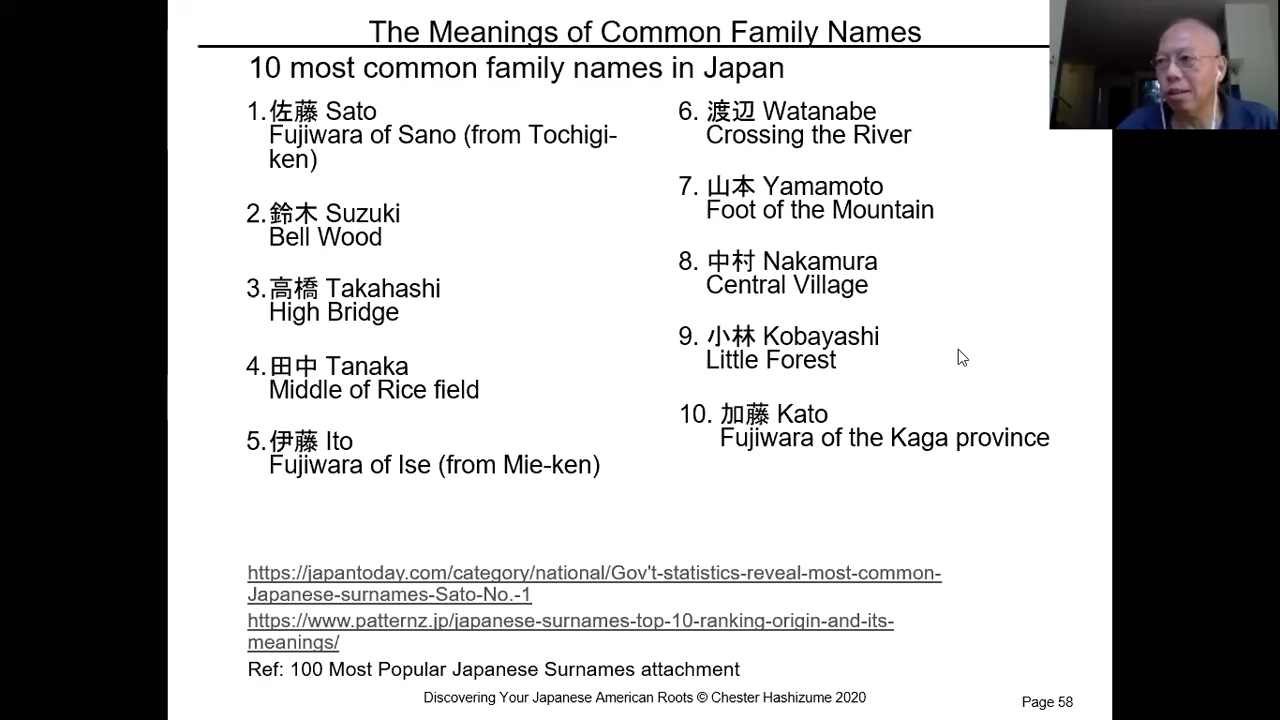 The Meanings of Common Family Names
10 most common family names in Japan
1.佐藤 Sato
Fujiwara of Sano (from Tochigi-
ken)
2.鈴木 Suzuki
Bell Wood
3.高橋 Takahashi
High Bridge
4.田中 Tanaka
Middle of Rice field
5.伊藤 Ito
Fujiwara of Ise (from Mie-ken)
6. 渡辺 Watanabe
Crossing the River
7. 山本 Yamamoto
Foot of the Mountain
8. 中村 Nakamura
Central Village
9. 小林 Kobayashi
Little Forest
10. 加藤 Kato
Fujiwara of the Kaga province
https://japantoday.com/category/national/Gov't-statistics-reveal-most-common-
Japanese-surnames-Sato-No.-1
https://www.patternz.jp/japanese-surnames-top-10-ranking-origin-and-its-
meanings/
Ref: 100 Most Popular Japanese Surnames attachment
Discovering Your Japanese American Roots © Chester Hashizume 2020
Page 58